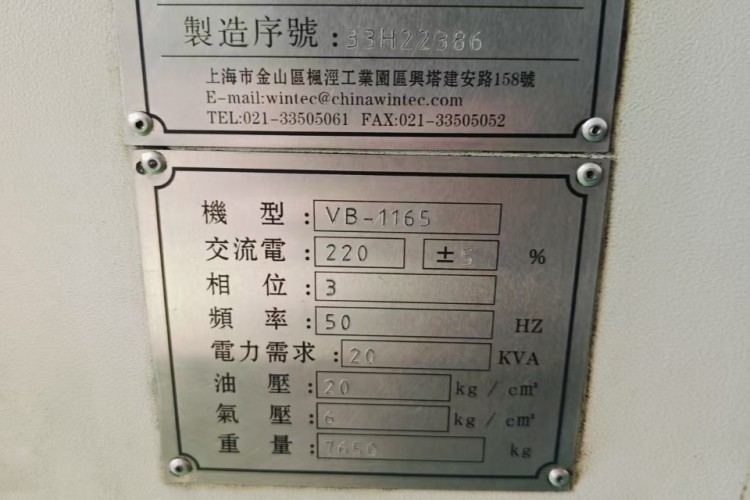 製造序號：33H22386
上海市金山區楓涇工業園區興塔建安路158號
E-mail:wintec@chinawintec.com
TEL:021-33505061 FAX:021-33505052
機 型：VB-1165
交流電：220 ±5 %
相 位：3
頻 率：50 HZ
電力需求：20 KVA
油 壓：20 kg / cm²
氣 壓：6 kg / cm²
重 量：7650 kg